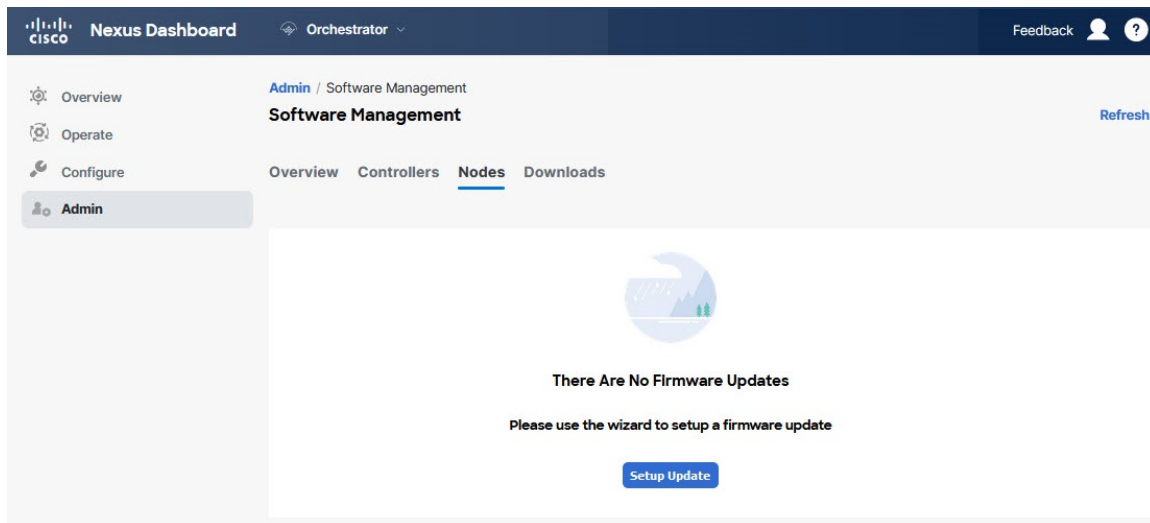 CISCO Nexus Dashboard Orchestrator Feedback ?
Overview
Operate
Configure
Admin
Admin / Software Management
Software Management
Refresh
Overview Controllers Nodes Downloads
There Are No FIrmware Updates
Please use the wizard to setup a firmware update
Setup Update